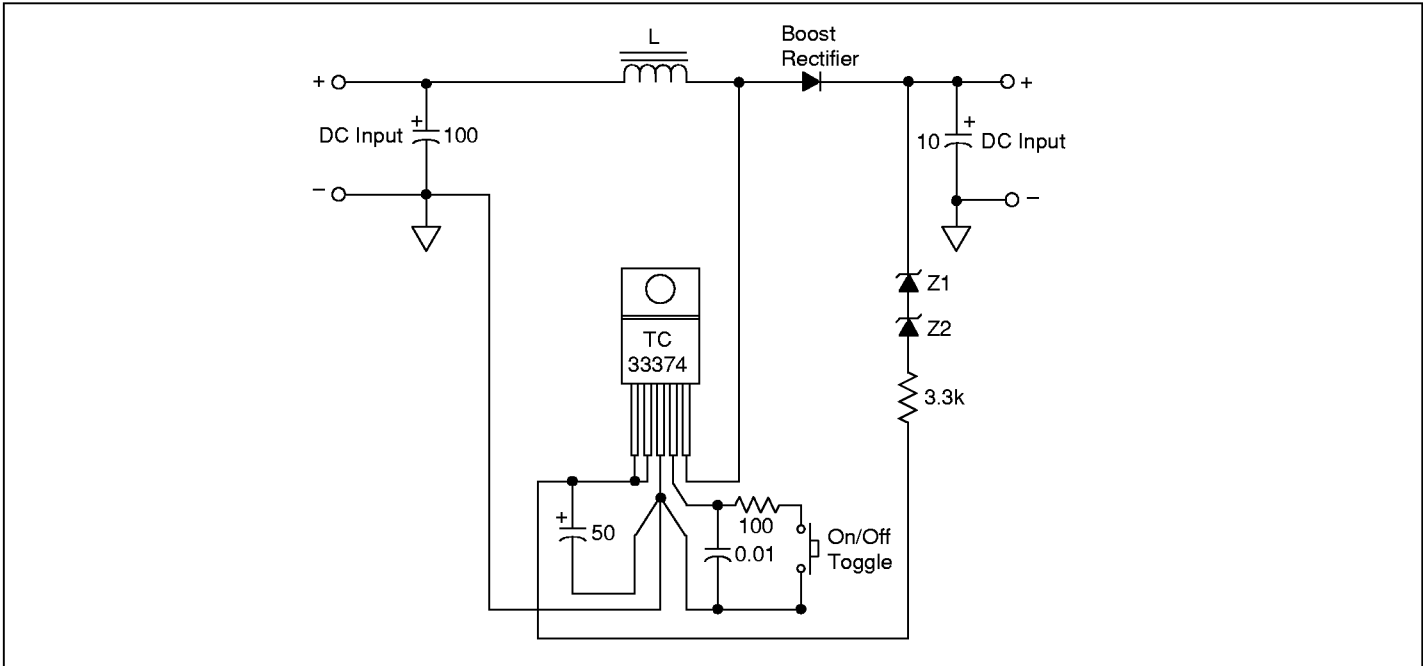 L
Boost
Rectifier
+
+
+
DC Input
100
+
10
DC Input
–
–
Z1
Z2
TC
33374
3.3k
+
50
100
0.01
On/Off
Toggle